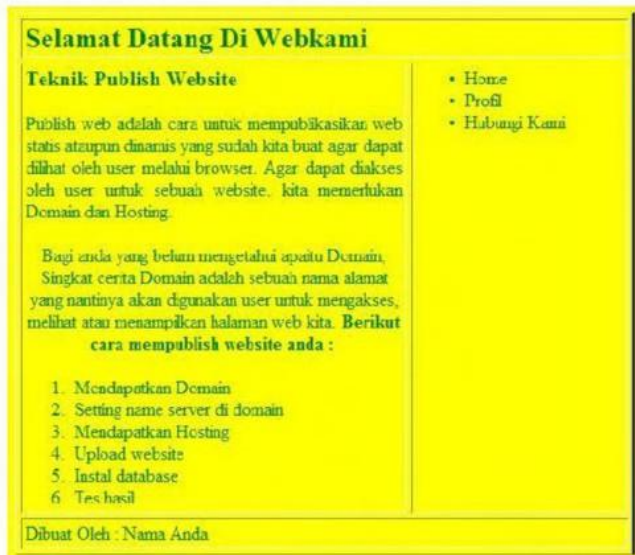 Selamat Datang Di Webkami
Teknik Publish Website
Publish web adalah cara untuk mempublikasikan web
statis ataupun dinamis yang sudah kita buat agar dapat
dilihat oleh user melalui browser. Agar dapat diakses
oleh user untuk sebuah website, kita memerlukan
Domain dan Hosting.
Bagi anda yang belum mengetahui apaitu Domain,
Singkat cerita Domain adalah sebuah nama alamat
yang nantinya akan digunakan user untuk mengakses,
melihat atau menampilkan halaman web kita. Berikut
cara mempublish website anda :
1. Mendapatkan Domain
2. Setting name server di domain
3. Mendapatkan Hosting
4. Upload website
5. Instal database
6. Tes hasil
• Home
• Profil
• Hubungi Kami
Dibuat Oleh : Nama Anda